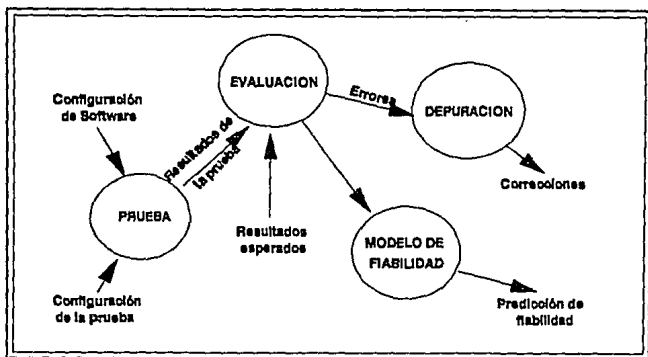 EVALUACION
Errores
DEPURACION
Configuración
de Software
Resultados de
la prueba
Correcciones
PRUEBA
Resultados
esperados
MODELO DE
FIABILIDAD
Configuración
de la prueba
Predicción de
fiabilidad